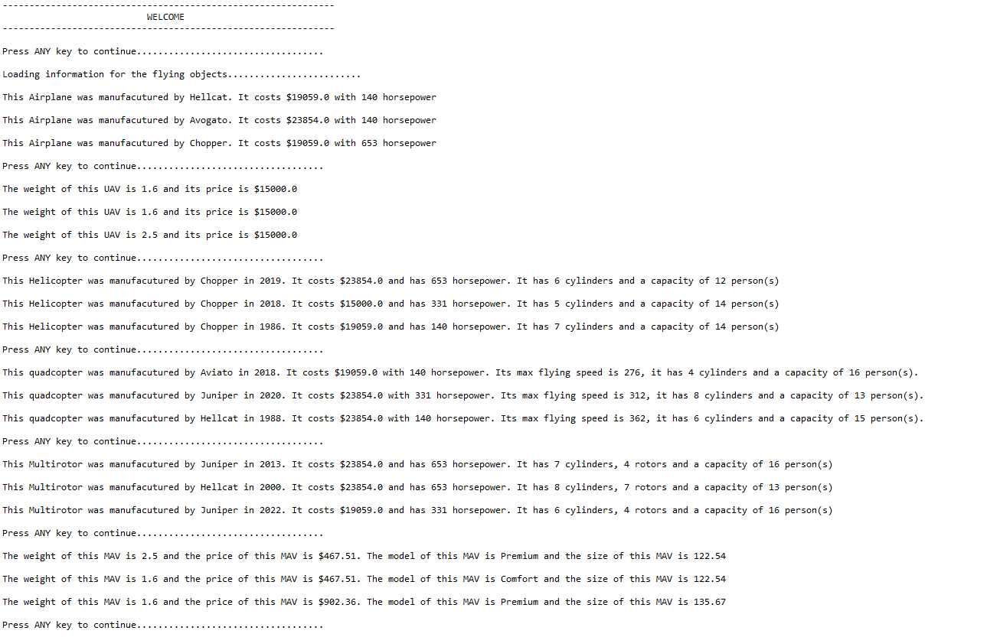 --------------------------------------------------------------
WELCOME
--------------------------------------------------------------
Press ANY key to continue...................................
Loading information for the flying objects.........................
This Airplane was manufacutured by Hellcat. It costs $19059.0 with 140 horsepower
This Airplane was manufacutured by Avogato. It costs $23854.0 with 140 horsepower
This Airplane was manufacutured by Chopper. It costs $19059.0 with 653 horsepower
Press ANY key to continue...................................
The weight of this UAV is 1.6 and its price is $15000.0
The weight of this UAV is 1.6 and its price is $15000.0
The weight of this UAV is 2.5 and its price is $15000.0
Press ANY key to continue...................................
This Helicopter was manufacutured by Chopper in 2019. It costs $23854.0 and has 653 horsepower. It has 6 cylinders and a capacity of 12 person(s)
This Helicopter was manufacutured by Chopper in 2018. It costs $15000.0 and has 331 horsepower. It has 5 cylinders and a capacity of 14 person(s)
This Helicopter was manufacutured by Chopper in 1986. It costs $19059.0 and has 140 horsepower. It has 7 cylinders and a capacity of 14 person(s)
Press ANY key to continue...................................
This quadcopter was manufacutured by Aviato in 2018. It costs $19059.0 with 140 horsepower. Its max flying speed is 276, it has 4 cylinders and a capacity of 16 person(s).
This quadcopter was manufacutured by Juniper in 2020. It costs $23854.0 with 331 horsepower. Its max flying speed is 312, it has 8 cylinders and a capacity of 13 person(s).
This quadcopter was manufacutured by Hellcat in 1988. It costs $23854.0 with 140 horsepower. Its max flying speed is 362, it has 6 cylinders and a capacity of 15 person(s).
Press ANY key to continue...................................
This Multirotor was manufacutured by Juniper in 2013. It costs $23854.0 and has 653 horsepower. It has 7 cylinders, 4 rotors and a capacity of 16 person(s)
This Multirotor was manufacutured by Hellcat in 2000. It costs $23854.0 and has 653 horsepower. It has 8 cylinders, 7 rotors and a capacity of 13 person(s)
This Multirotor was manufacutured by Juniper in 2022. It costs $19059.0 and has 331 horsepower. It has 6 cylinders, 4 rotors and a capacity of 16 person(s)
Press ANY key to continue...................................
The weight of this MAV is 2.5 and the price of this MAV is $467.51. The model of this MAV is Premium and the size of this MAV is 122.54
The weight of this MAV is 1.6 and the price of this MAV is $467.51. The model of this MAV is Comfort and the size of this MAV is 122.54
The weight of this MAV is 1.6 and the price of this MAV is $902.36. The model of this MAV is Premium and the size of this MAV is 135.67
Press ANY key to continue...................................